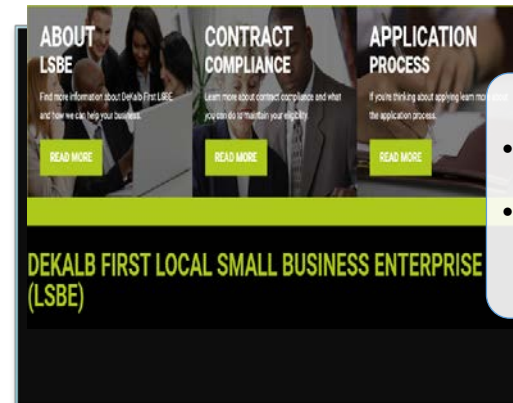 ABOUT
LSBE
Find more information about DeKalb First LSBE
and how we can help your business.
READ MORE
CONTRACT
COMPLIANCE
Learn more about contract compliance and what
you can do to maintain your eligibility.
READ MORE
APPLICATION
PROCESS
If you're thinking about applying learn more about
the application process.
READ MORE
DEKALB FIRST LOCAL SMALL BUSINESS ENTERPRISE
(LSBE)